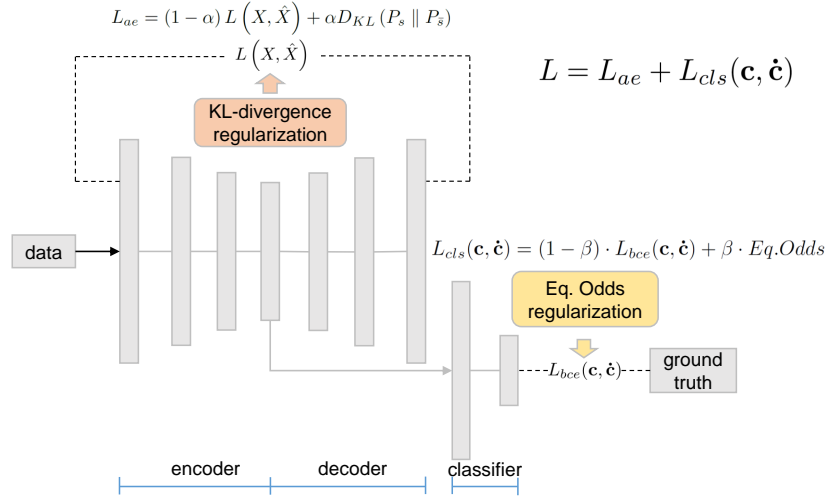 L_{ae} = (1 − α) L (X, X̂) + αD_{KL} (P_s ∥ P_{s̄})
L (X, X̂)
L = L_{ae} + L_{cls}(c, ċ)
KL-divergence
regularization
data
L_{cls}(c, ċ) = (1 − β) · L_{bce}(c, ċ) + β · Eq.Odds
Eq. Odds
regularization
L_{bce}(c, ċ)
ground
truth
encoder
decoder
classifier